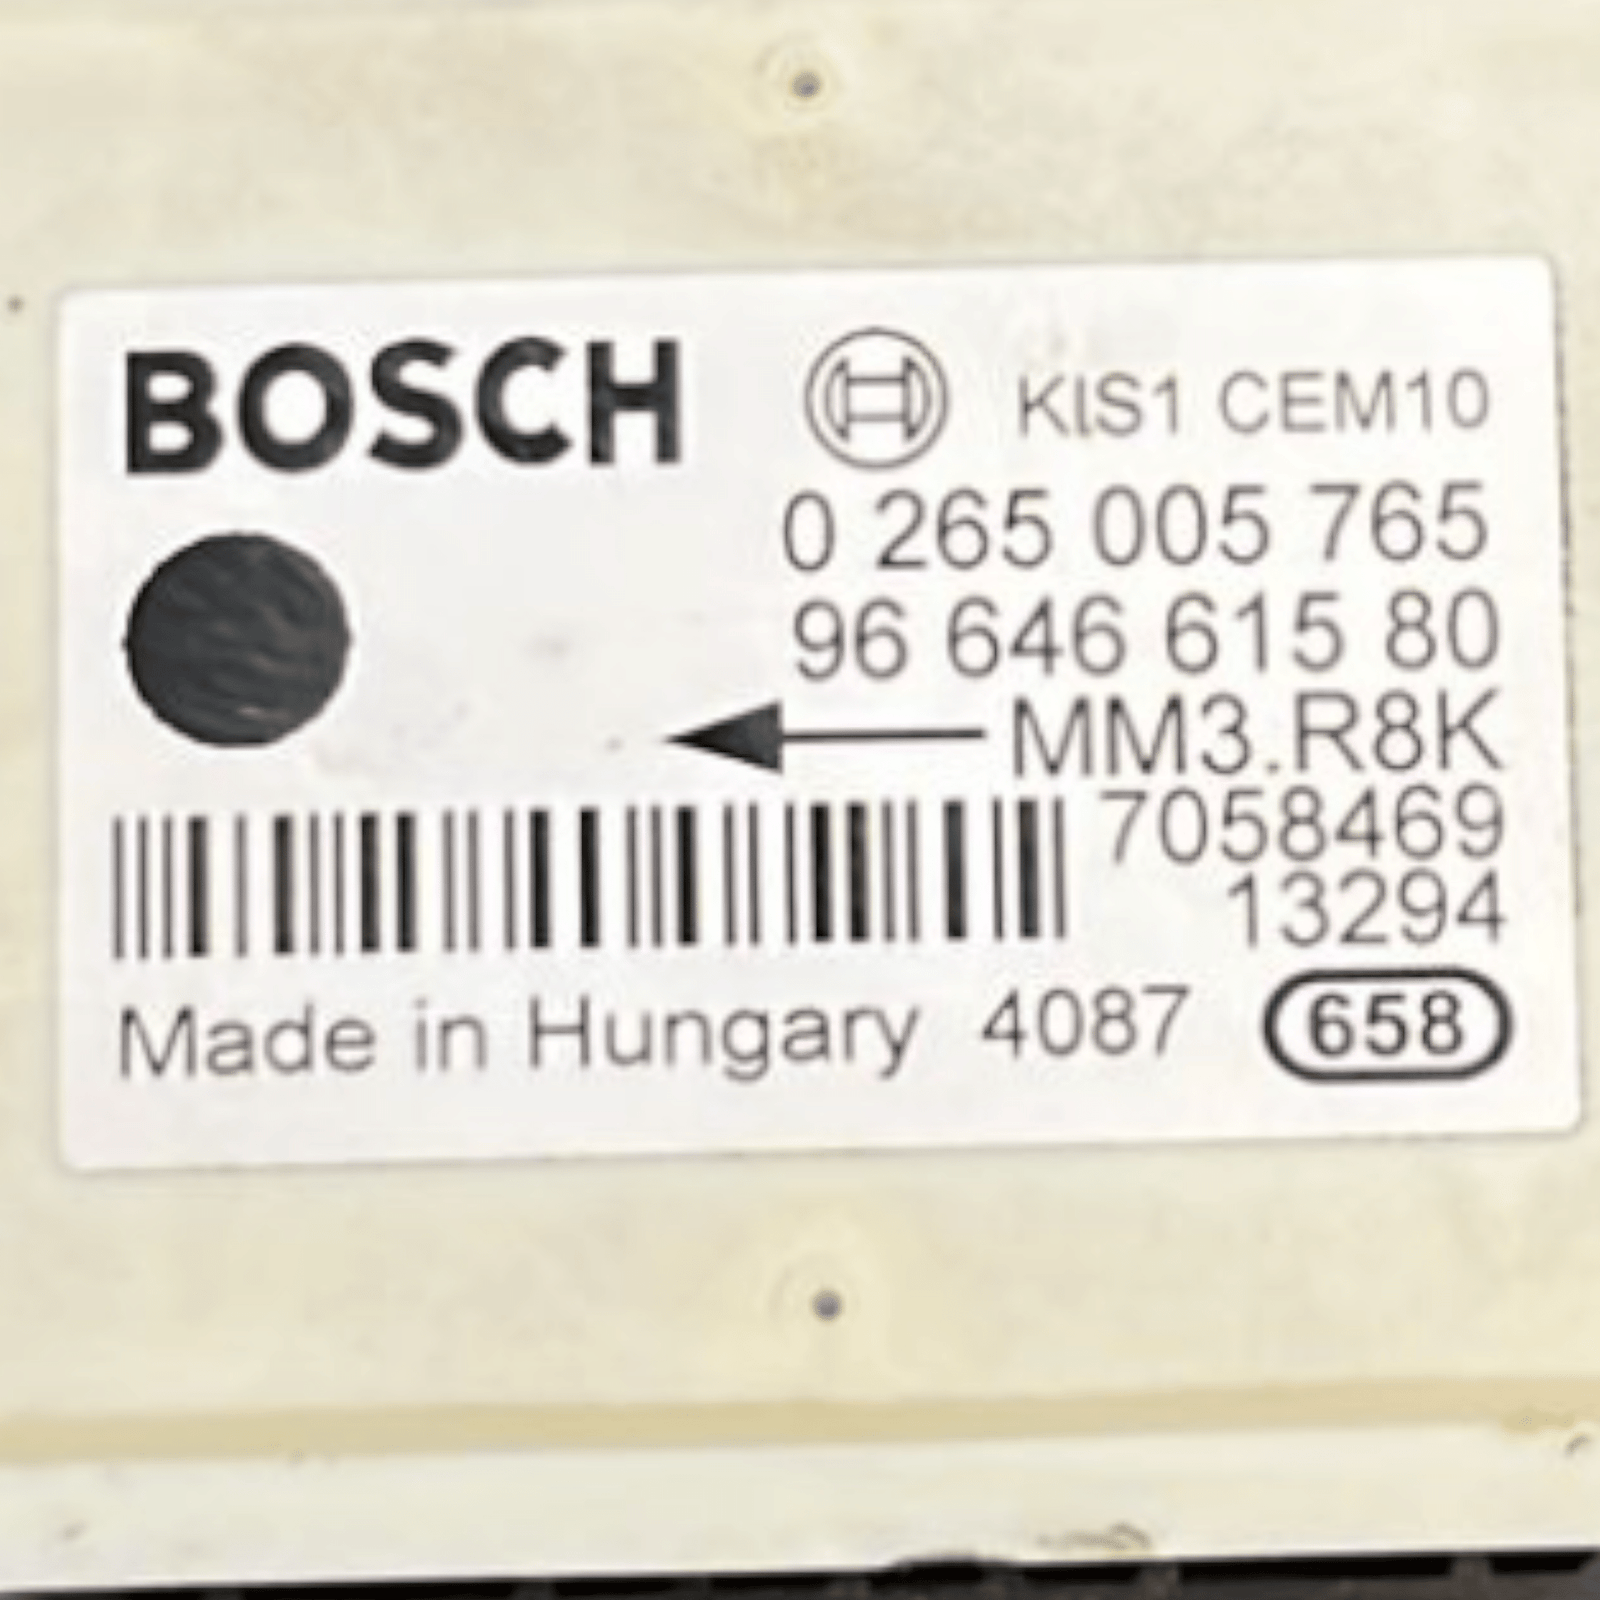 BOSCH KIS1 CEM10
0 265 005 765
96 646 615 80
MM3.R8K
7058469
13294
Made in Hungary 4087 658